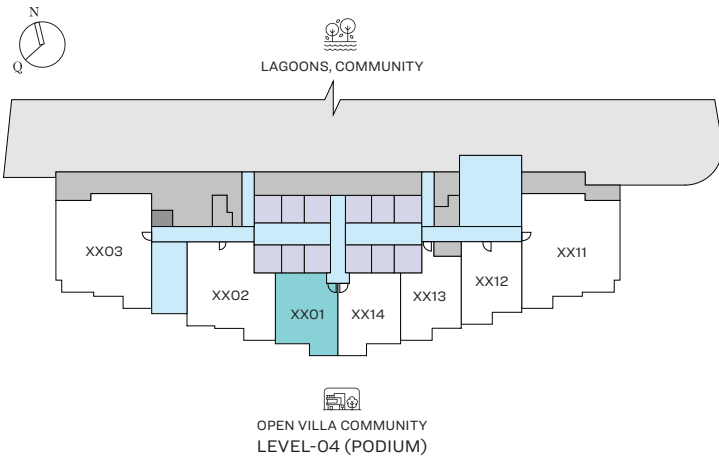 N
Q
LAGOONS, COMMUNITY
XX03
XX02
XX01
XX14
XX13
XX12
XX11
OPEN VILLA COMMUNITY
LEVEL-04 (PODIUM)